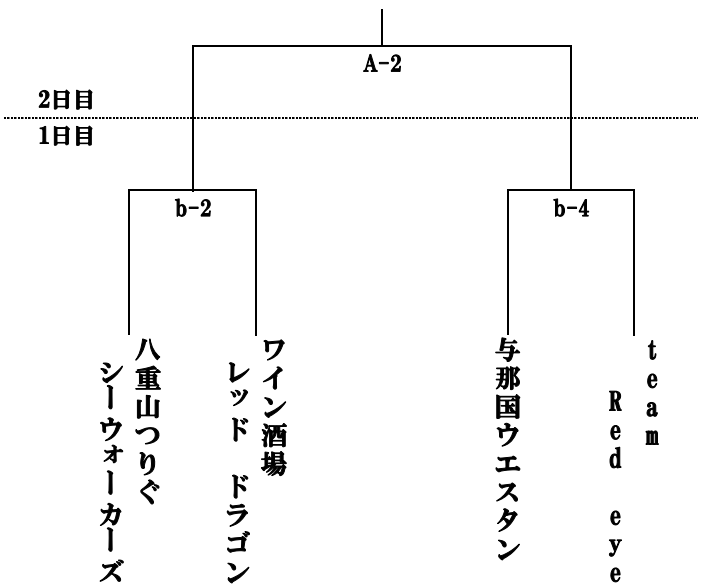 A-2
2日目
1日目
b-2
b-4
八重山つりぐ
シーウォーカーズ
ワイン酒場
レッド ドラゴン
与那国ウエスタン
team
Red eye